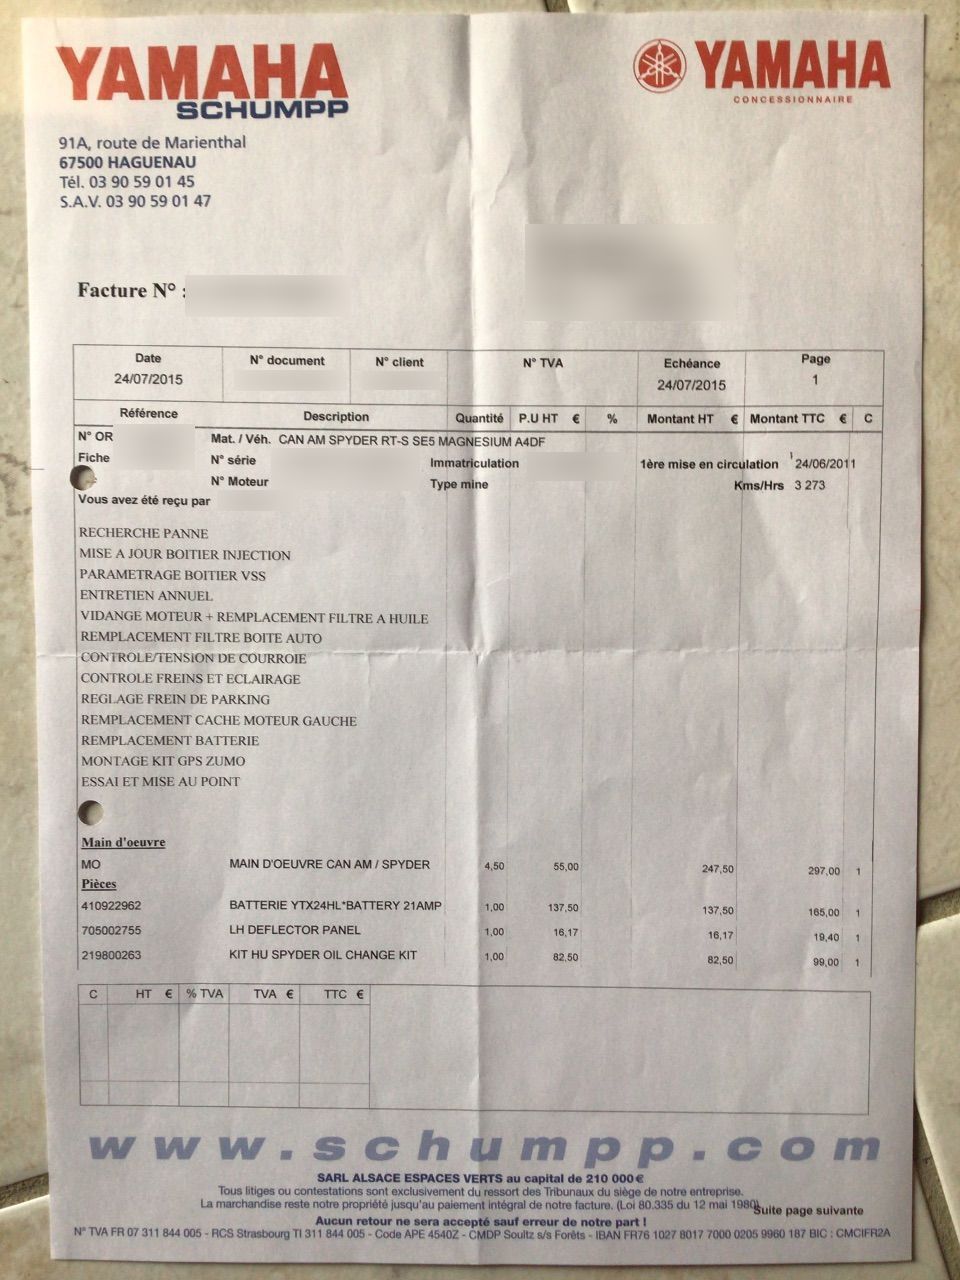 YAMAHA
SCHUMPP
YAMAHA
CONCESSIONNAIRE
91A, route de Marienthal
67500 HAGUENAU
Tél. 03 90 59 01 45
S.A.V. 03 90 59 01 47
Facture N° :
Date N° document N° client N° TVA Echéance Page
24/07/2015 24/07/2015 1
Référence Description Quantité P.U HT € % Montant HT € Montant TTC € C
N° OR Mat. / Véh. CAN AM SPYDER RT-S SE5 MAGNESIUM A4DF
Fiche N° série Immatriculation 1ère mise en circulation 24/06/2011
N° Moteur Type mine Kms/Hrs 3 273
Vous avez été reçu par
RECHERCHE PANNE
MISE A JOUR BOITIER INJECTION
PARAMETRAGE BOITIER VSS
ENTRETIEN ANNUEL
VIDANGE MOTEUR + REMPLACEMENT FILTRE A HUILE
REMPLACEMENT FILTRE BOITE AUTO
CONTROLE/TENSION DE COURROIE
CONTROLE FREINS ET ECLAIRAGE
REGLAGE FREIN DE PARKING
REMPLACEMENT CACHE MOTEUR GAUCHE
REMPLACEMENT BATTERIE
MONTAGE KIT GPS ZUMO
ESSAI ET MISE AU POINT
Main d'oeuvre
MO MAIN D'OEUVRE CAN AM / SPYDER 4,50 55,00 247,50 297,00 1
Pièces
410922962 BATTERIE YTX24HL*BATTERY 21AMP 1,00 137,50 137,50 165,00 1
705002755 LH DEFLECTOR PANEL 1,00 16,17 16,17 19,40 1
219800263 KIT HU SPYDER OIL CHANGE KIT 1,00 82,50 82,50 99,00 1
C HT € % TVA TVA € TTC €
www.schumpp.com
SARL ALSACE ESPACES VERTS au capital de 210 000 €
Tous litiges ou contestations sont exclusivement du ressort des Tribunaux du siège de notre entreprise.
La marchandise reste notre propriété jusqu'au paiement intégral de notre facture. (Loi 80.335 du 12 mai 1980)
Suite page suivante
Aucun retour ne sera accepté sauf erreur de notre part !
N° TVA FR 07 311 844 005 - RCS Strasbourg TI 311 844 005 - Code APE 4540Z - CMDP Soultz s/s Forêts - IBAN FR76 1027 8017 7000 0205 9960 187 BIC : CMCIFR2A